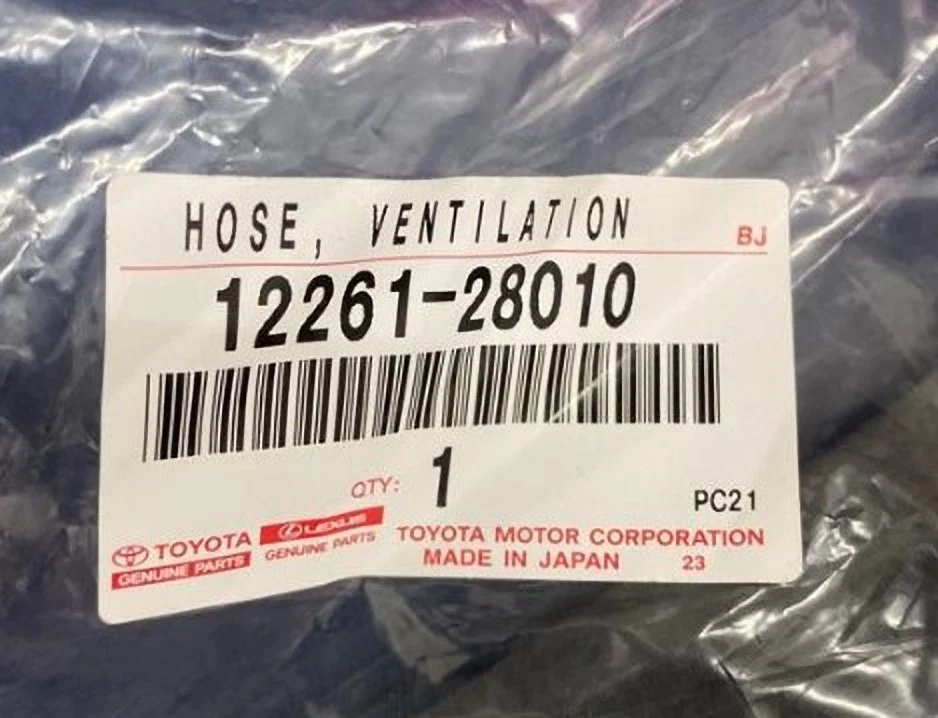 HOSE, VENTILATION
BJ
12261-28010
QTY: 1
PC21
TOYOTA
GENUINE PARTS
LEXUS
GENUINE PARTS
TOYOTA MOTOR CORPORATION
MADE IN JAPAN 23